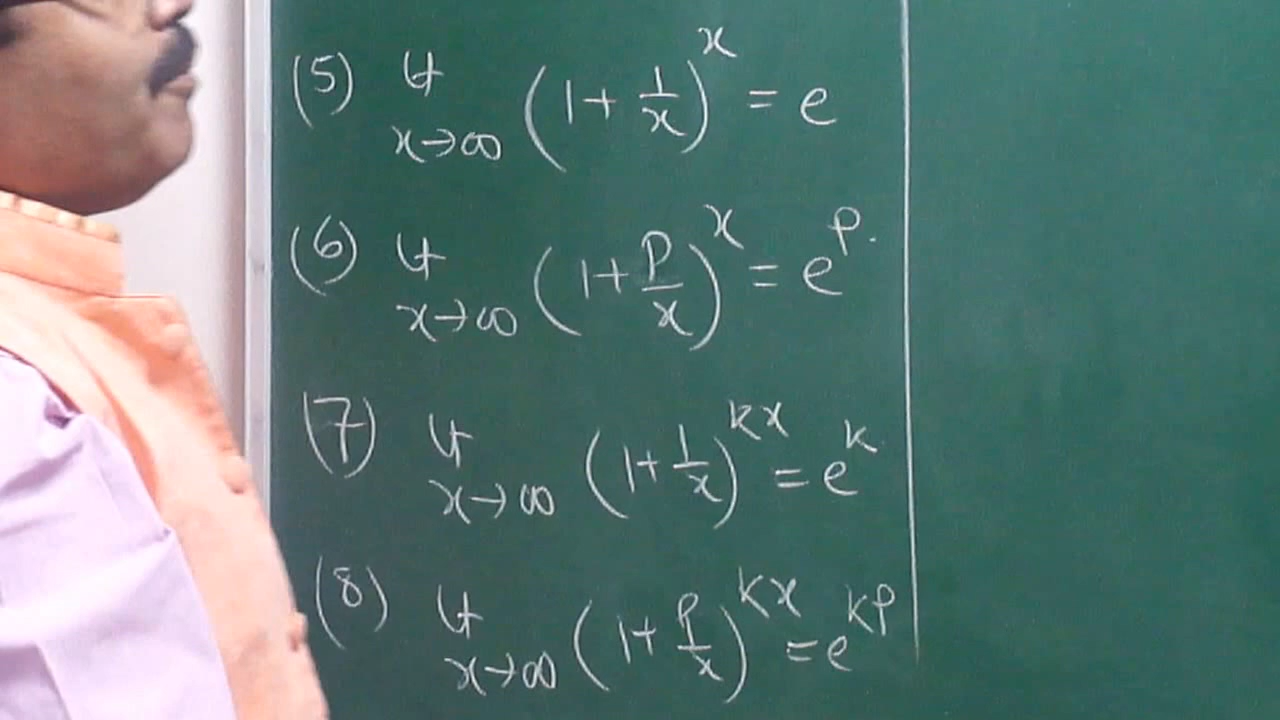 (5) Lt x→∞ (1 + 1/x)^x = e
(6) Lt x→∞ (1 + P/x)^x = e^P.
(7) Lt x→∞ (1 + 1/x)^{Kx} = e^K
(8) Lt x→∞ (1 + P/x)^{Kx} = e^{KP}